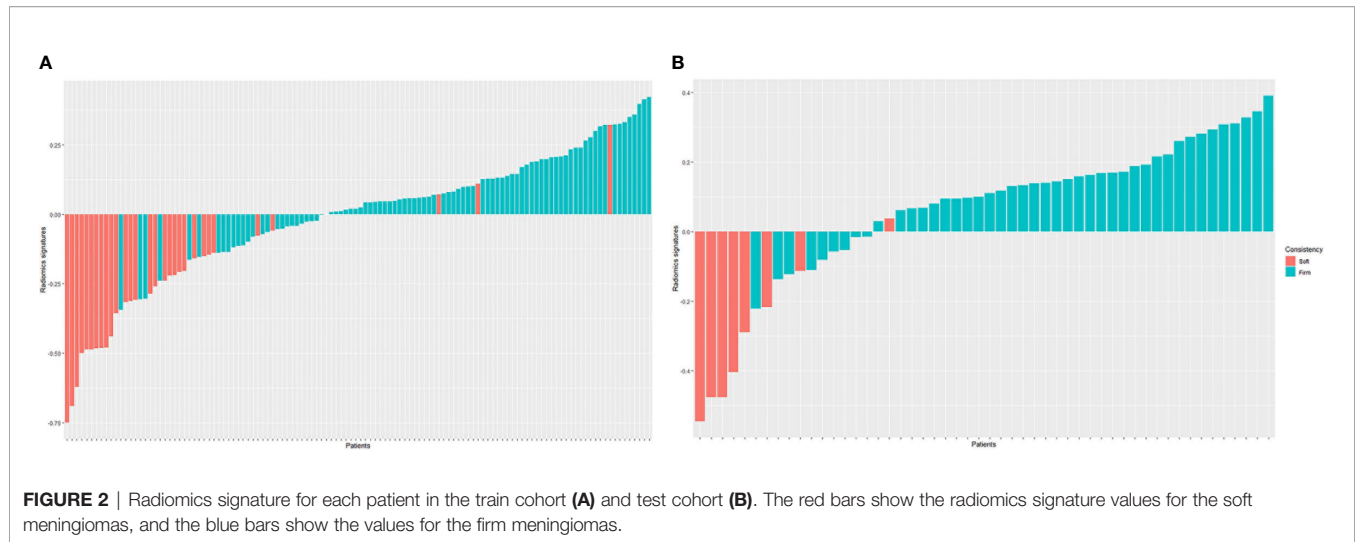 A
B
0.25
0.00
-0.25
-0.50
-0.75
Radiomics signatures
Patients
0.4
0.2
0.0
-0.2
-0.4
Radiomics signatures
Patients
Consistency
Soft
Firm
FIGURE 2 | Radiomics signature for each patient in the train cohort (A) and test cohort (B). The red bars show the radiomics signature values for the soft
meningiomas, and the blue bars show the values for the firm meningiomas.